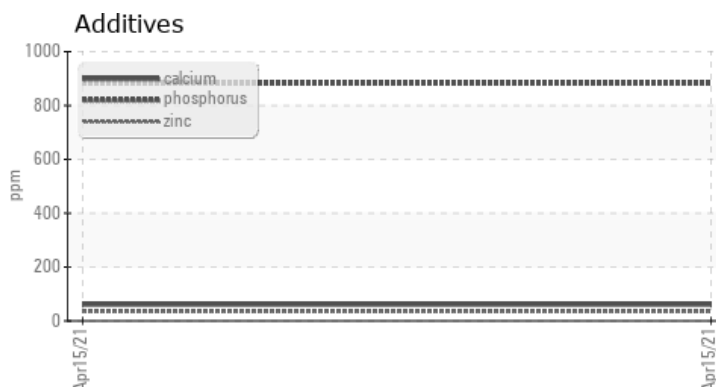 Additives
1000
800
600
400
200
0
ppm
calcium
phosphorus
zinc
Apr15/21
Apr15/21